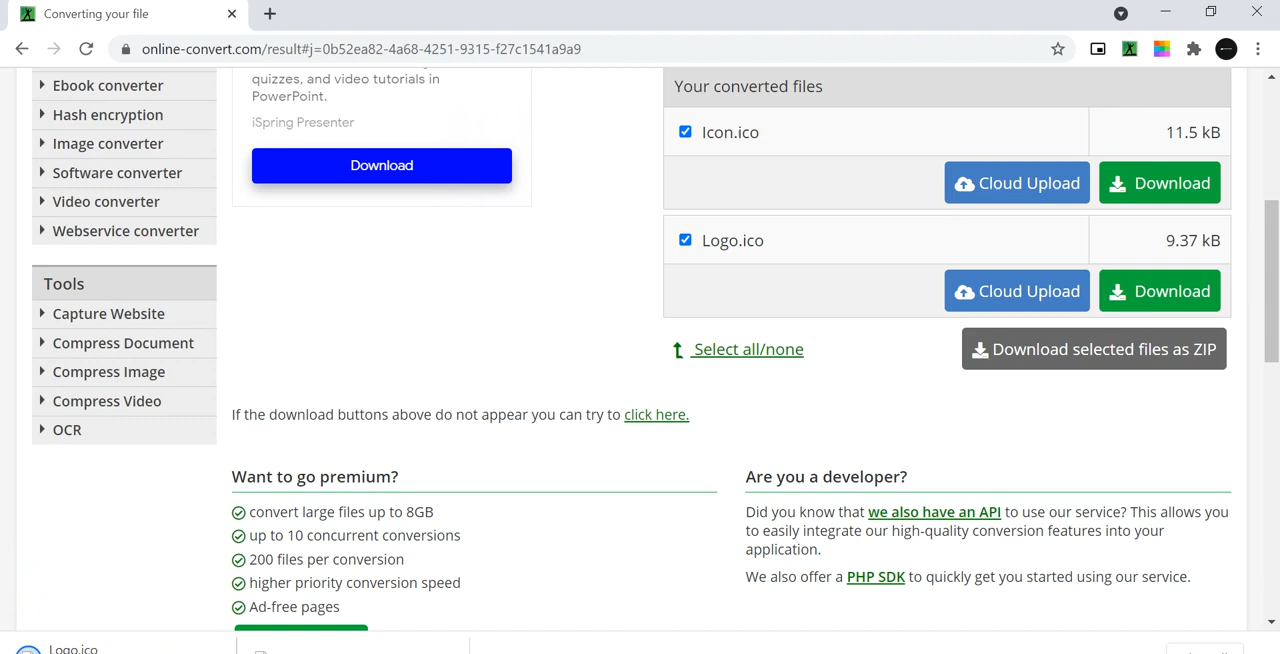 Converting your file
online-convert.com/result#j=0b52ea82-4a68-4251-9315-f27c1541a9a9
Ebook converter
Hash encryption
Image converter
Software converter
Video converter
Webservice converter
Tools
Capture Website
Compress Document
Compress Image
Compress Video
OCR
quizzes, and video tutorials in
PowerPoint.
iSpring Presenter
Download
Your converted files
Icon.ico
11.5 kB
Cloud Upload
Download
Logo.ico
9.37 kB
Cloud Upload
Download
Select all/none
Download selected files as ZIP
If the download buttons above do not appear you can try to click here.
Want to go premium?
convert large files up to 8GB
up to 10 concurrent conversions
200 files per conversion
higher priority conversion speed
Ad-free pages
Are you a developer?
Did you know that we also have an API to use our service? This allows you
to easily integrate our high-quality conversion features into your
application.
We also offer a PHP SDK to quickly get you started using our service.
Logo.ico